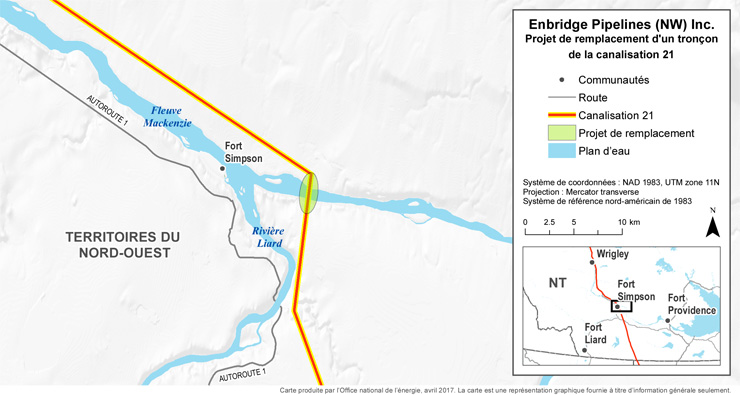 Enbridge Pipelines (NW) Inc.
Projet de remplacement d'un tronçon
de la canalisation 21
Communautés
Route
Canalisation 21
Projet de remplacement
Plan d'eau
Système de coordonnées : NAD 1983, UTM zone 11N
Projection : Mercator transverse
Système de référence nord-américain de 1983
0 2.5 5 10 km
N
AUTOROUTE 1
Fleuve
Mackenzie
Fort
Simpson
Rivière
Liard
TERRITOIRES DU
NORD-OUEST
AUTOROUTE 1
Wrigley
NT
Fort
Simpson
Fort
Providence
Fort
Liard
Carte produite par l'Office national de l'énergie, avril 2017. La carte est une représentation graphique fournie à titre d'information générale seulement.